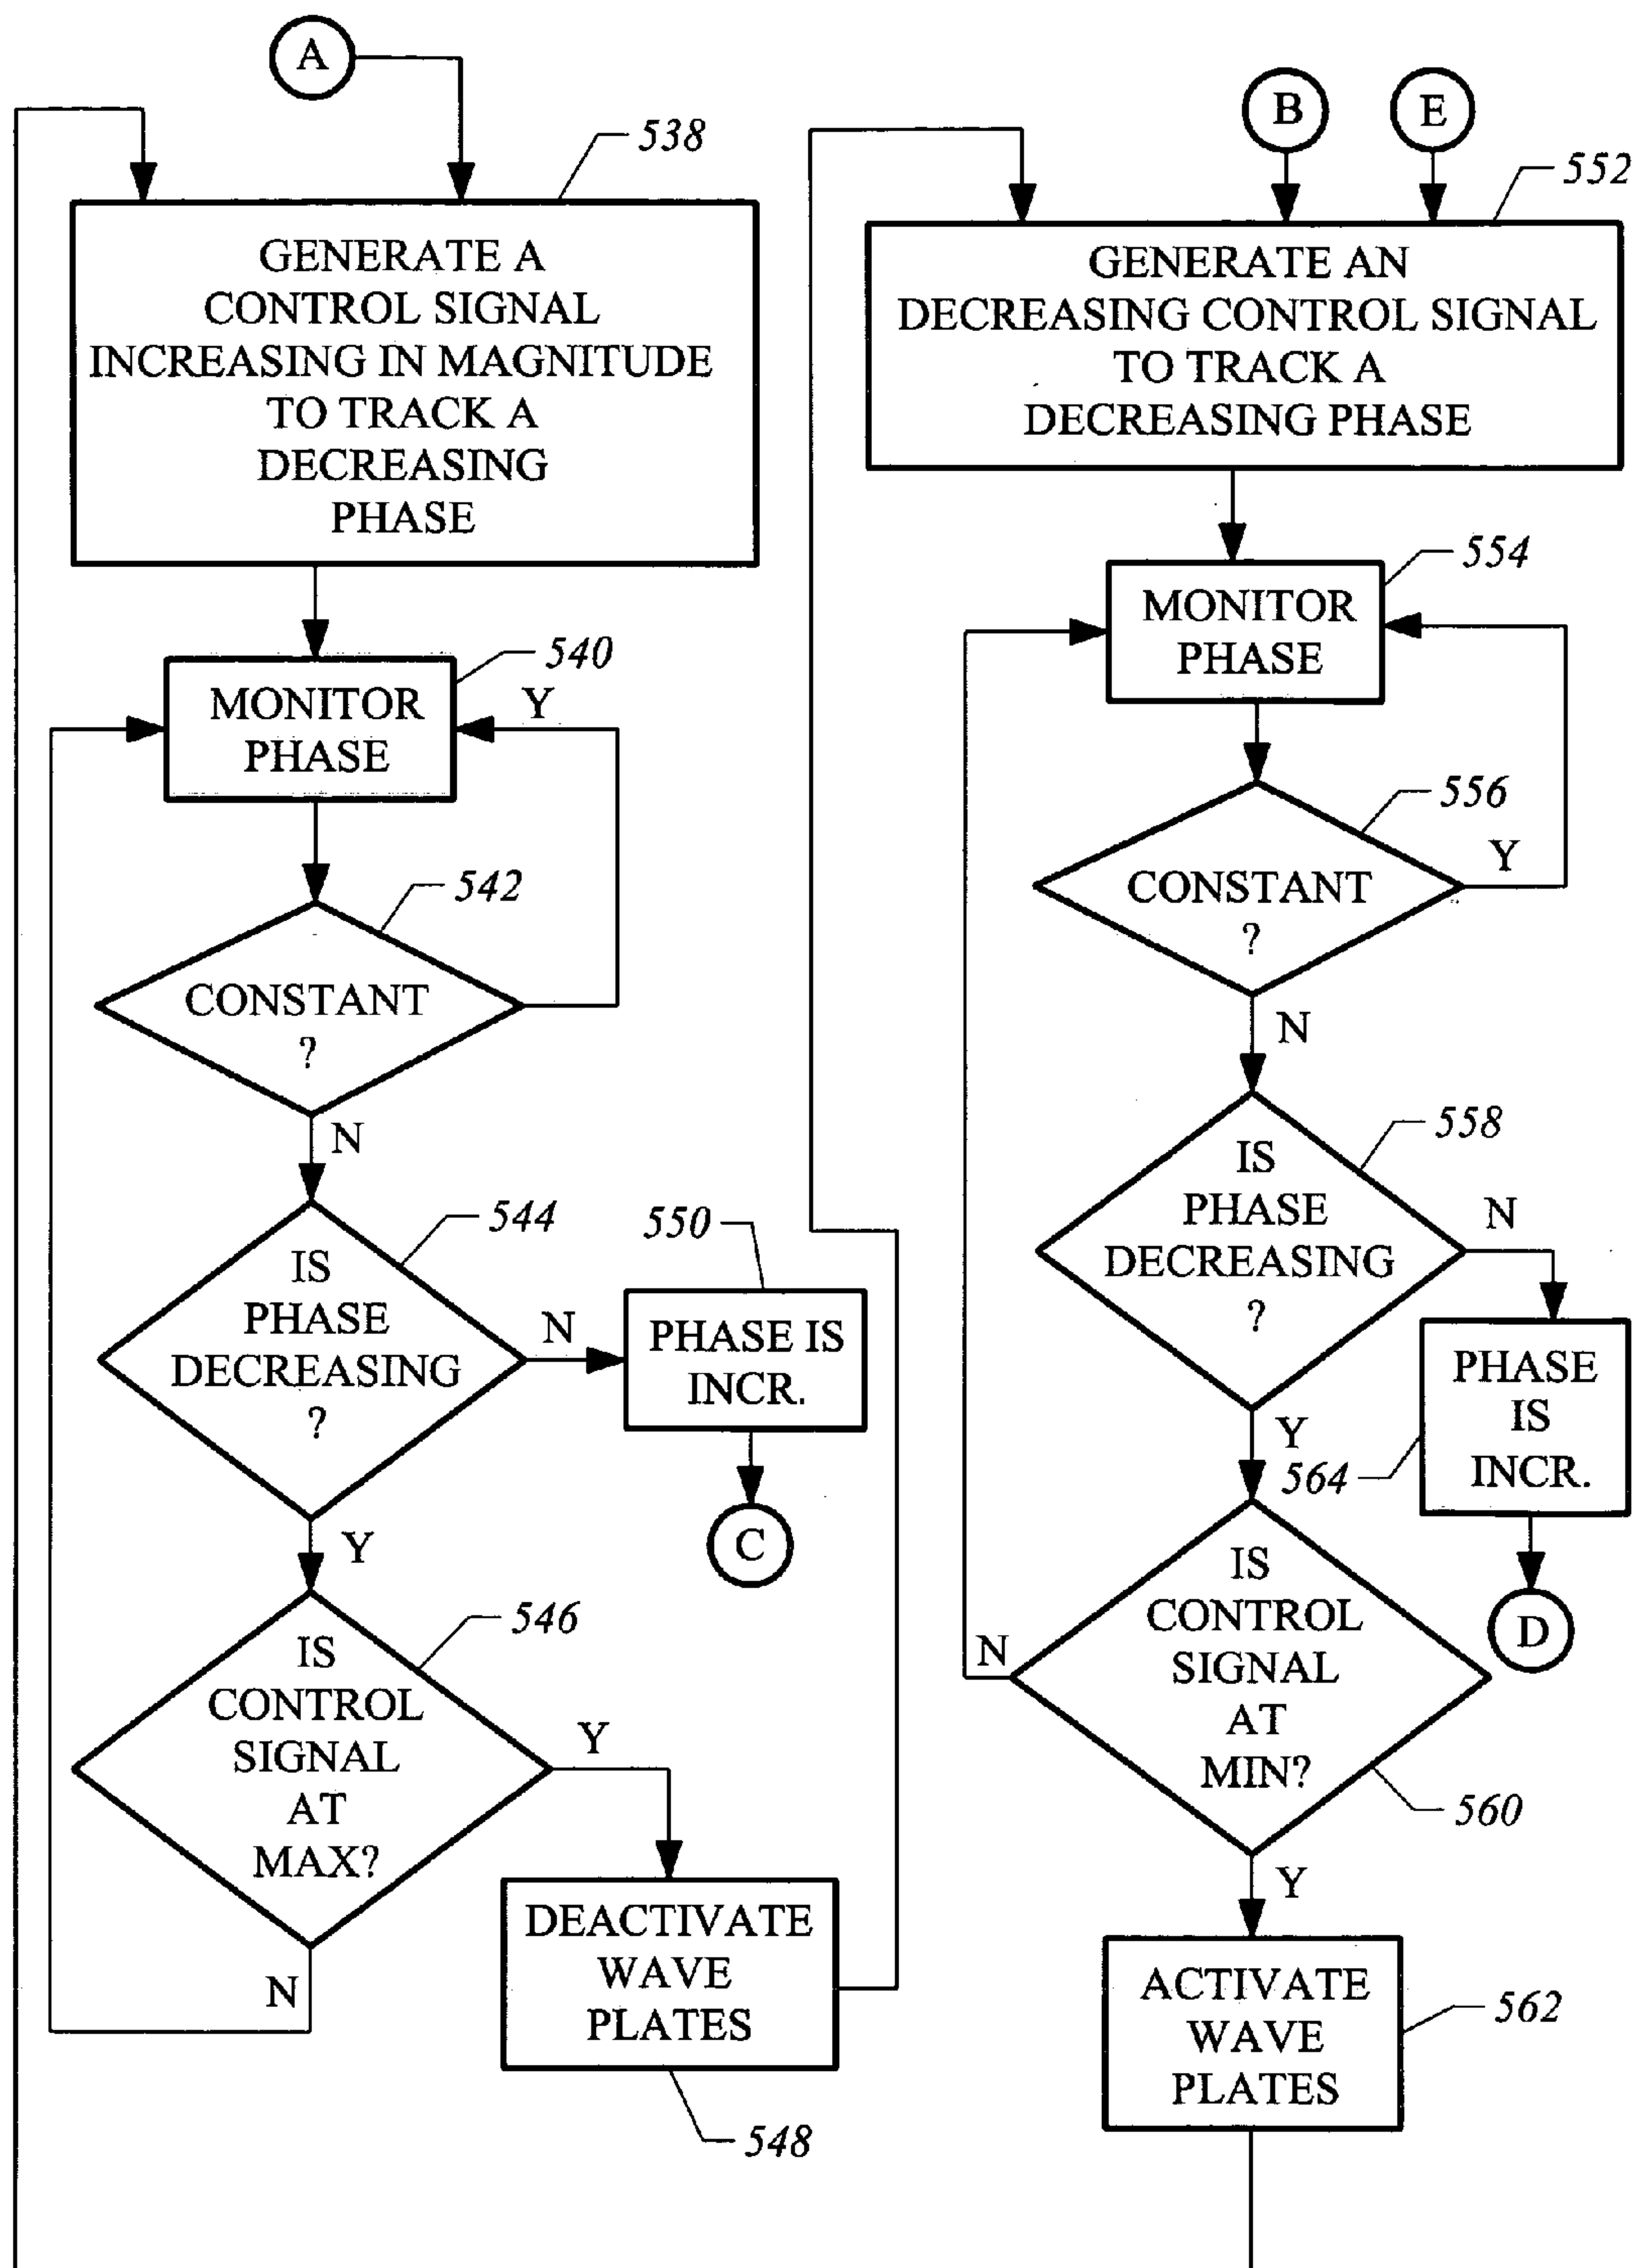 A
538
GENERATE A
CONTROL SIGNAL
INCREASING IN MAGNITUDE
TO TRACK A
DECREASING
PHASE
540
MONITOR
PHASE
Y
542
CONSTANT
?
N
544
IS
PHASE
DECREASING
?
N
550
PHASE IS
INCR.
C
Y
546
IS
CONTROL
SIGNAL
AT
MAX?
Y
N
DEACTIVATE
WAVE
PLATES
548
B
E
552
GENERATE AN
DECREASING CONTROL SIGNAL
TO TRACK A
DECREASING PHASE
554
MONITOR
PHASE
556
CONSTANT
?
Y
N
558
IS
PHASE
DECREASING
?
N
PHASE
IS
INCR.
564
D
Y
IS
CONTROL
SIGNAL
AT
MIN?
N
560
Y
ACTIVATE
WAVE
PLATES
562